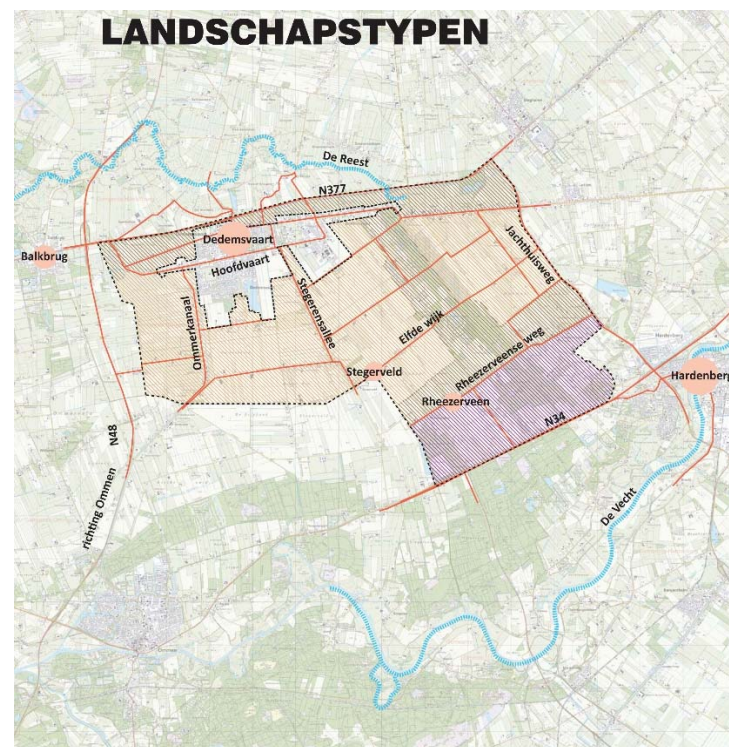 LANDSCHAPSTYPEN
De Reest
N377
Dedemsvaart
Balkbrug
Hoofdvaart
Jachthuisweg
Stegerensallee
Ommerkanaal
Elfde wijk
Rheezerveense weg
Stegerveld
Hardenberg
Rheezerveen
N34
N48
richting Ommen
De Vecht